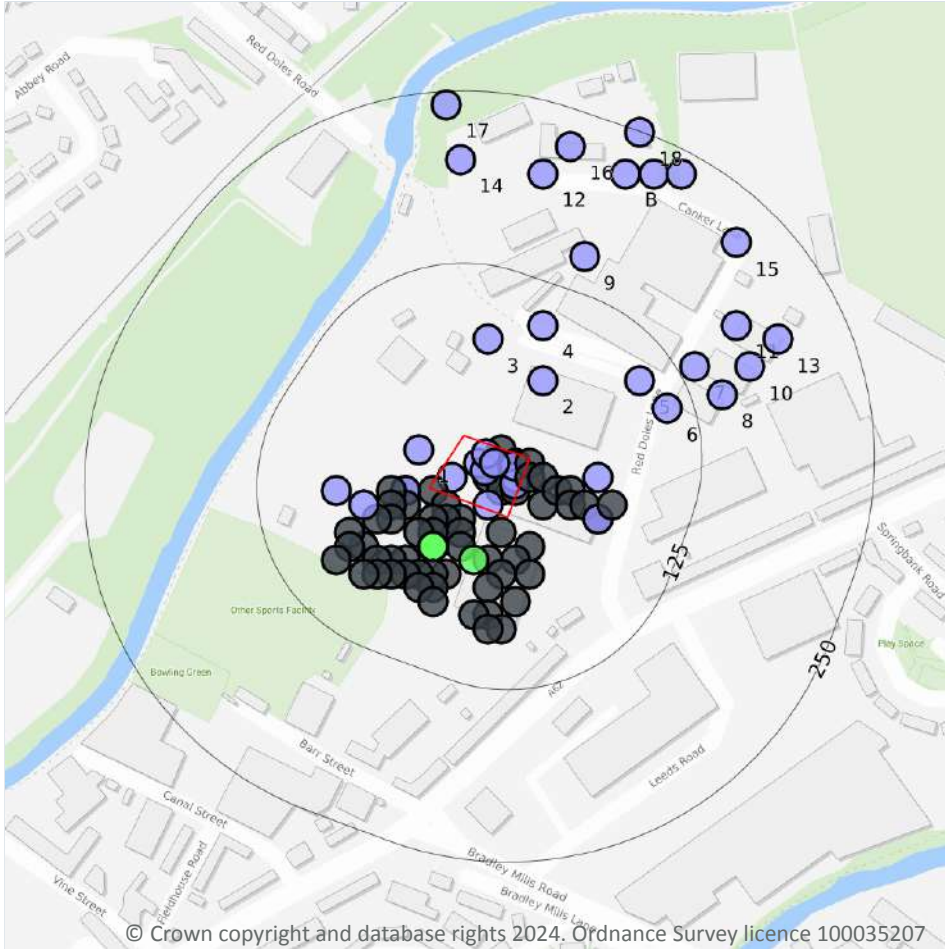 Abbey Road
Red Doles Road
17
18
14
16
12
B
Canker L
15
9
3
4
11
13
2
7
10
5
8
6
Red Doles L
125
Springbank Road
Other Sports Facility
Play Space
250
Bowling Green
A62
Barr Street
Leeds Road
Canal Street
Fieldhouse Road
Bradley Mills Road
Vine Street
Bradley Mills Lan
© Crown copyright and database rights 2024. Ordnance Survey licence 100035207